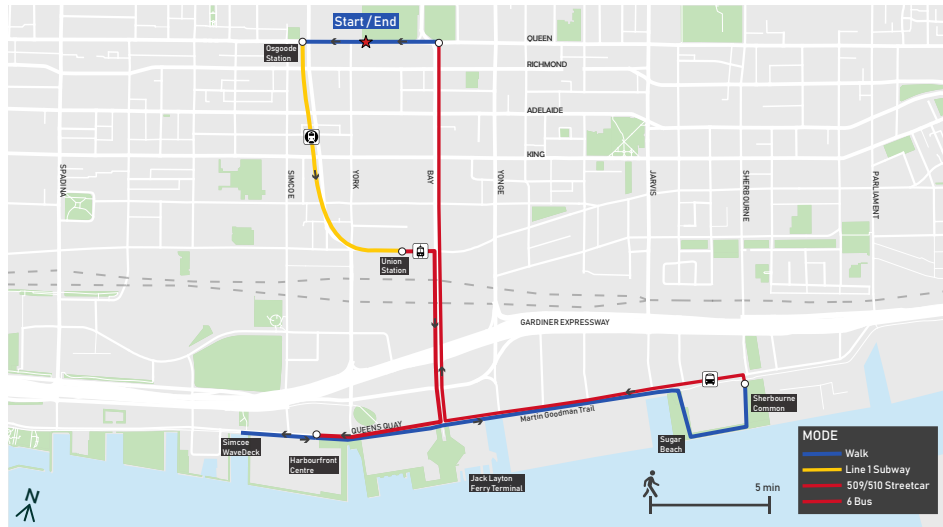 Start / End
Osgoode
Station
QUEEN
RICHMOND
ADELAIDE
KING
SPADINA
SIMCOE
YORK
BAY
YONGE
JARVIS
SHERBOURNE
PARLIAMENT
Union
Station
GARDINER EXPRESSWAY
Sherbourne
Common
Martin Goodman Trail
QUEENS QUAY
Simcoe
WaveDeck
Harbourfront
Centre
Sugar
Beach
Jack Layton
Ferry Terminal
N
5 min
MODE
Walk
Line 1 Subway
509/510 Streetcar
6 Bus